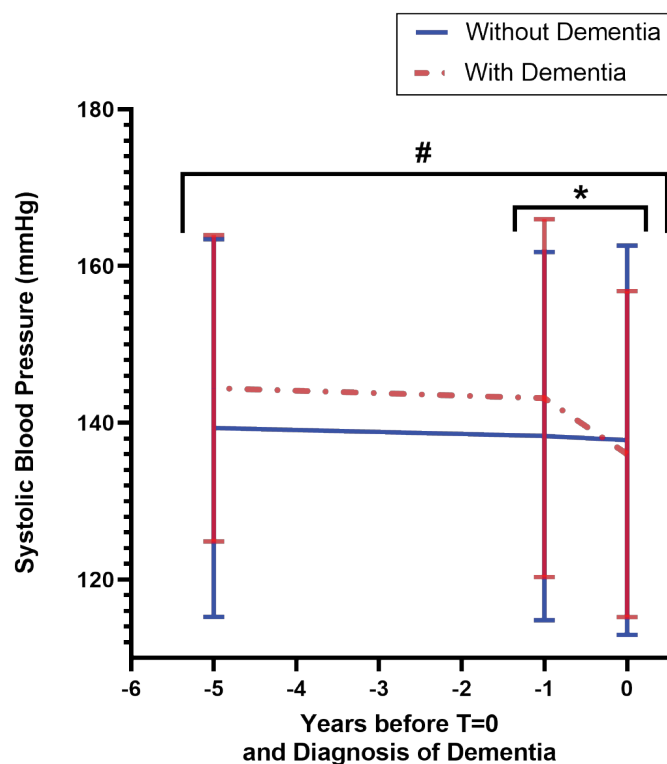 Without Dementia
With Dementia
#
*
180
160
140
120
Systolic Blood Pressure (mmHg)
-6 -5 -4 -3 -2 -1 0
Years before T=0
and Diagnosis of Dementia